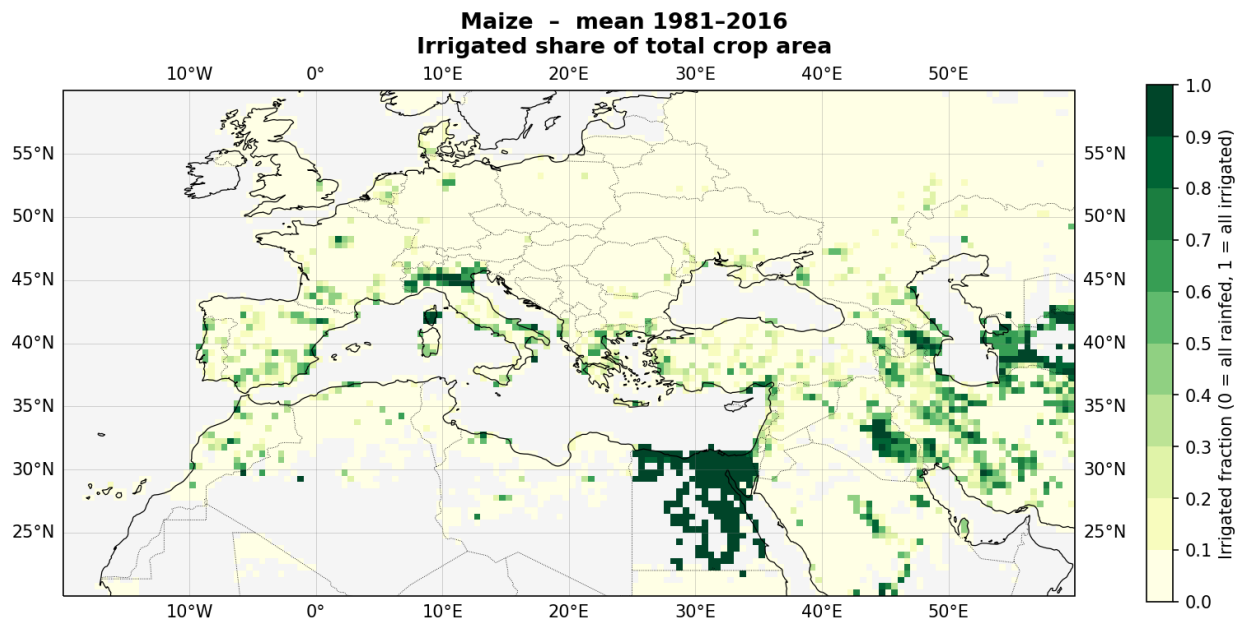 Maize – mean 1981–2016
Irrigated share of total crop area
10°W 0° 10°E 20°E 30°E 40°E 50°E
55°N 55°N
50°N 50°N
45°N 45°N
40°N 40°N
35°N 35°N
30°N 30°N
25°N 25°N
10°W 0° 10°E 20°E 30°E 40°E 50°E
1.0
0.9
0.8
0.7
0.6
0.5
0.4
0.3
0.2
0.1
0.0
Irrigated fraction (0 = all rainfed, 1 = all irrigated)